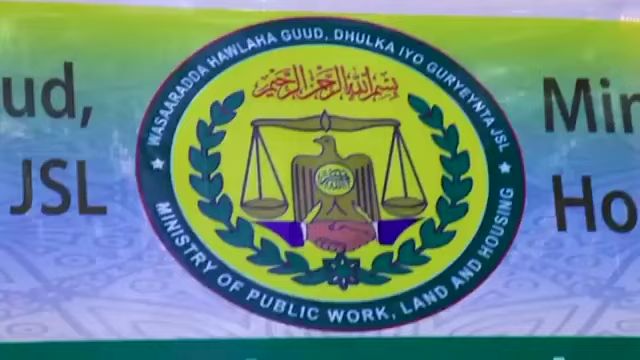 WASAARADDA HAWLAHA GUUD, DHULKA IYO GURYEYNTA JSL
بسم الله الرحمن الرحيم
ud,
Min
JSL
Ho
MINISTRY OF PUBLIC WORK, LAND AND HOUSING